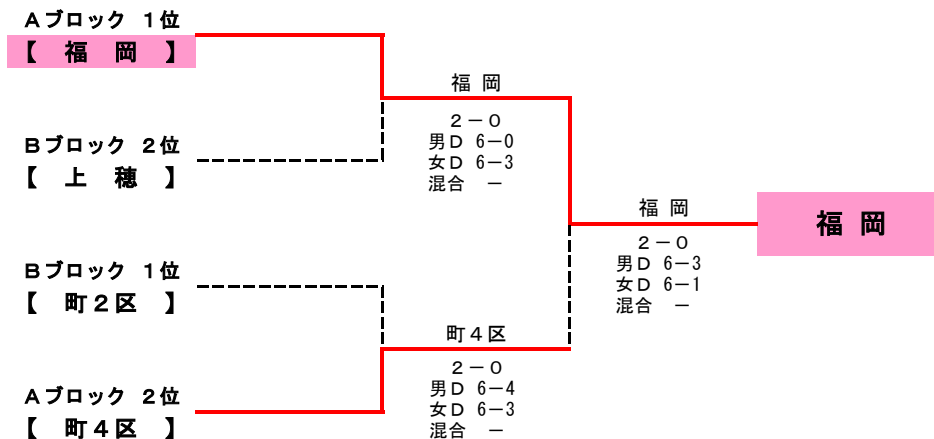 Ａブロック １位
【 福 岡 】
福 岡
２－０
男Ｄ 6－0
女Ｄ 6－3
混合 －
Ｂブロック ２位
【 上 穂 】
福 岡
２－０
男Ｄ 6－3
女Ｄ 6－1
混合 －
福 岡
Ｂブロック １位
【 町２区 】
町４区
２－０
男Ｄ 6－4
女Ｄ 6－3
混合 －
Ａブロック ２位
【 町４区 】